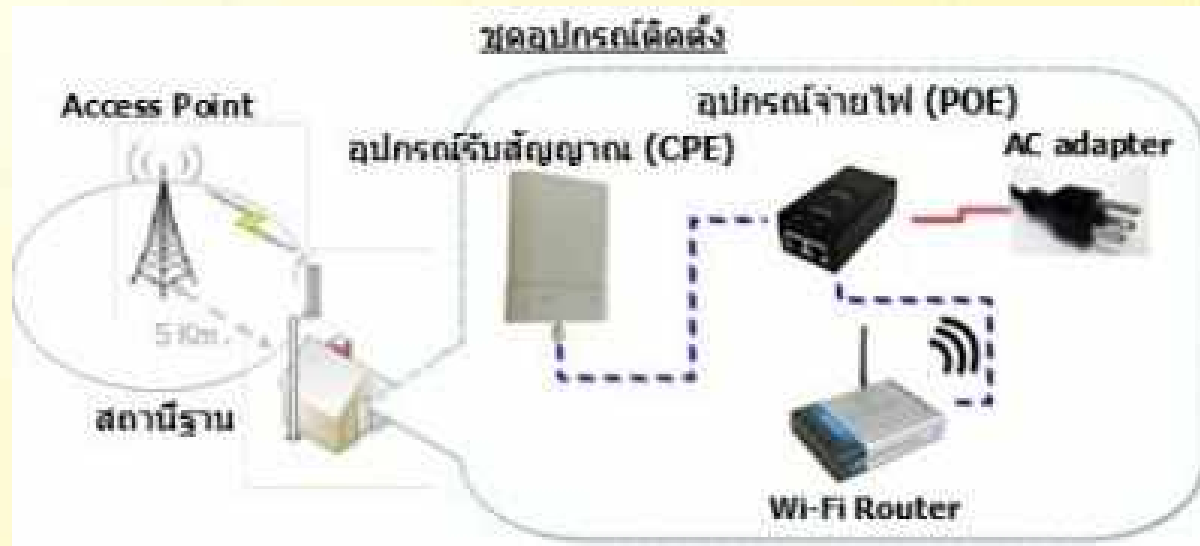 ชุดอุปกรณ์ติดตั้ง
Access Point
อุปกรณ์จ่ายไฟ (POE)
อุปกรณ์รับสัญญาณ (CPE)
AC adapter
5 Km.
สถานีฐาน
Wi-Fi Router